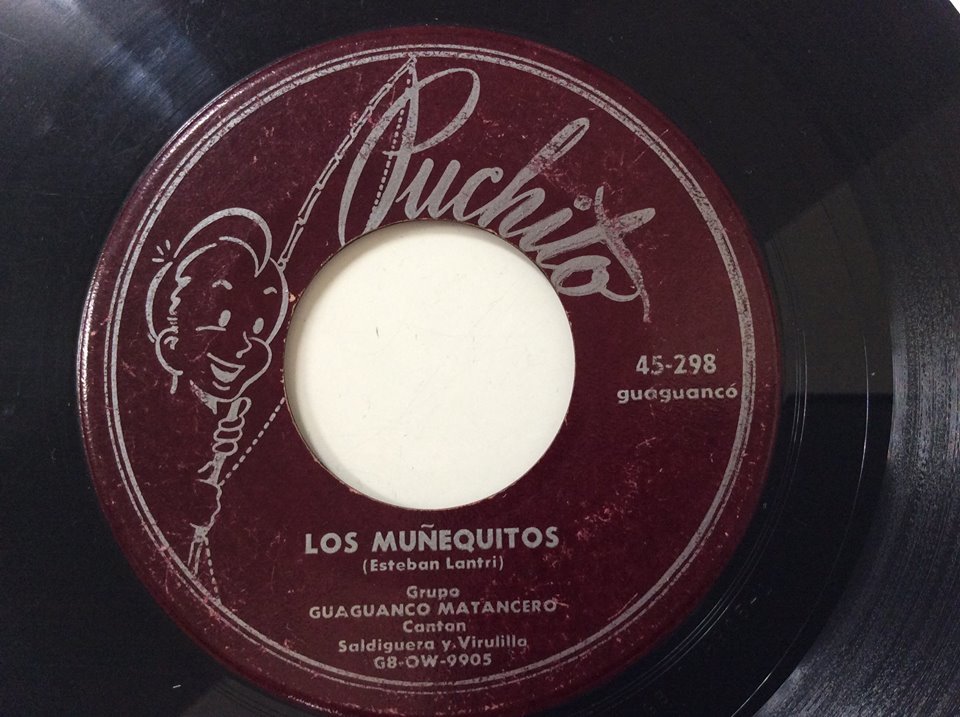 Puchito
45-298
guaguancó
LOS MUÑEQUITOS
(Esteban Lantri)
Grupo
GUAGUANCO MATANCERO
Cantan
Saldiguera y Virulilla
G8-OW-9905